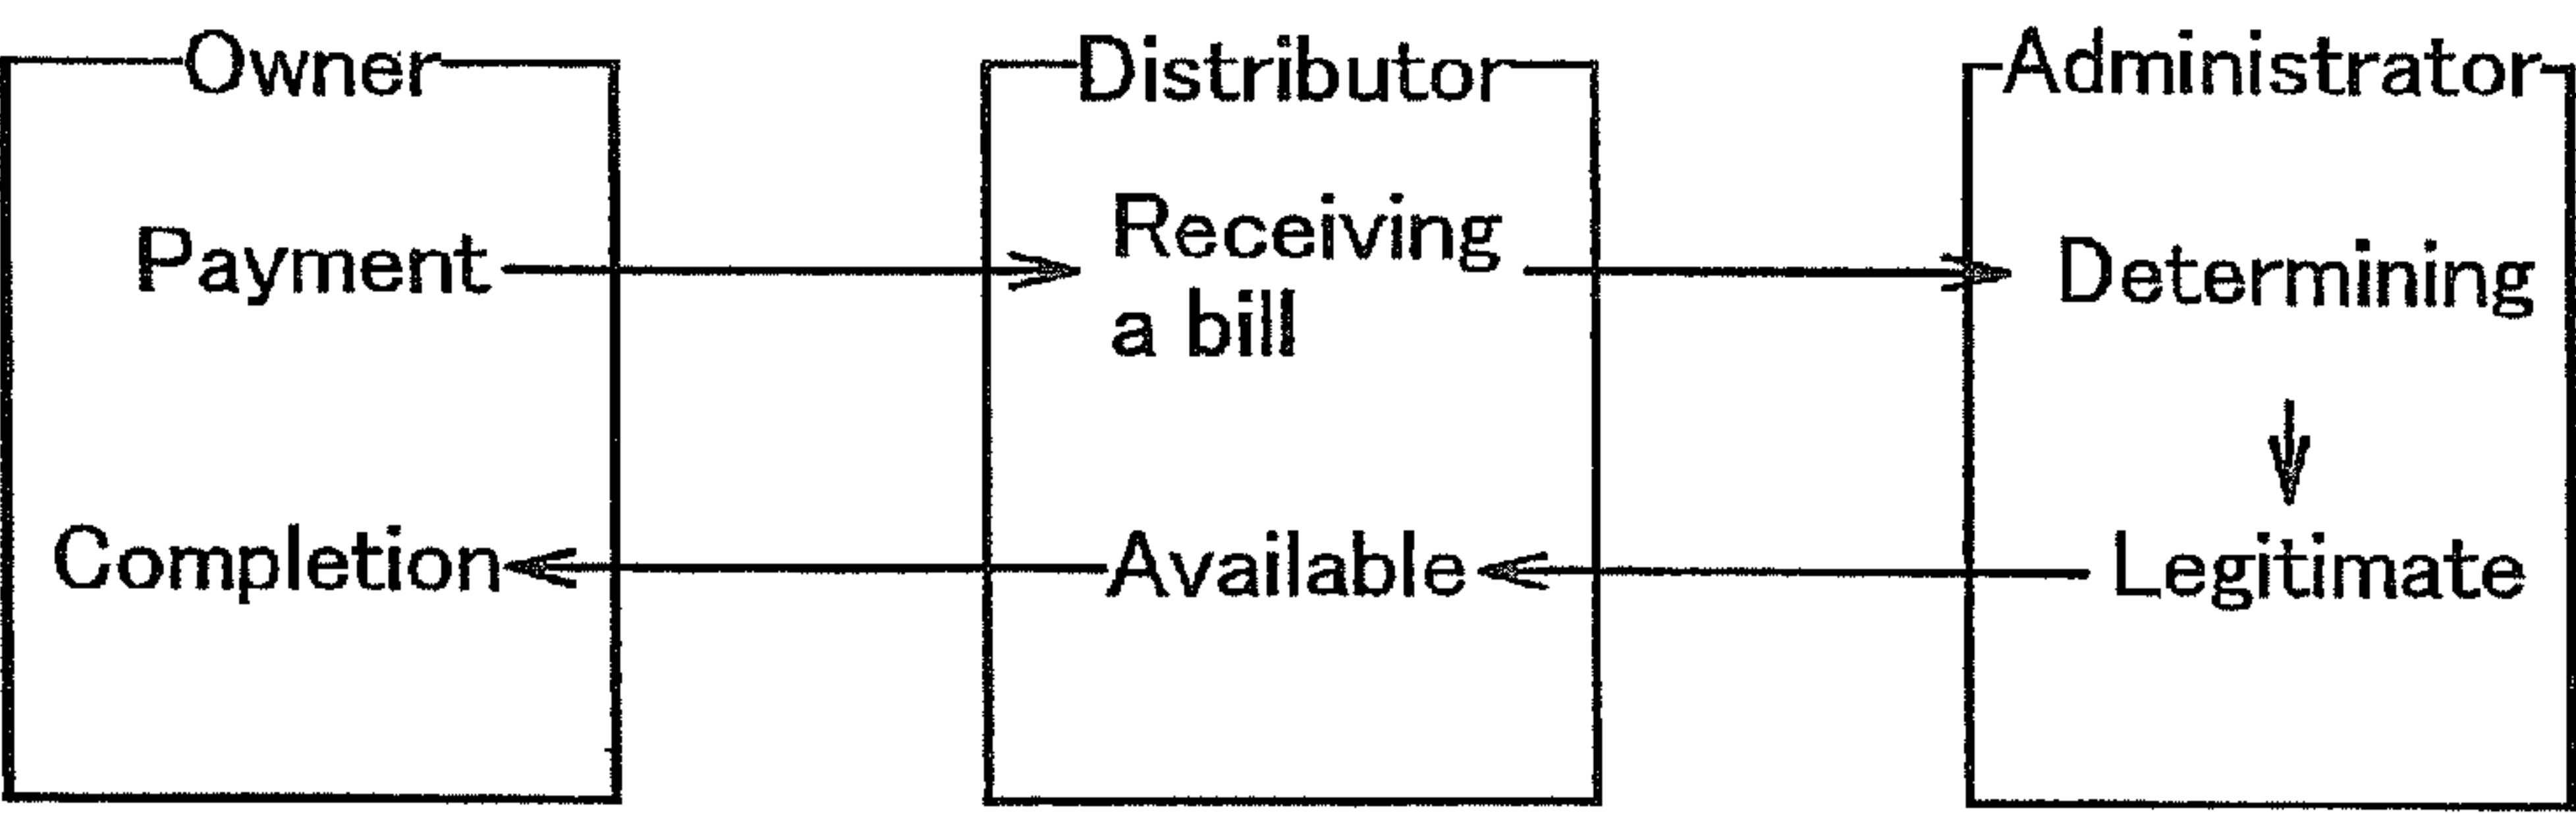 Owner
Payment
Completion
Distributor
Receiving
a bill
Available
Administrator
Determining
Legitimate